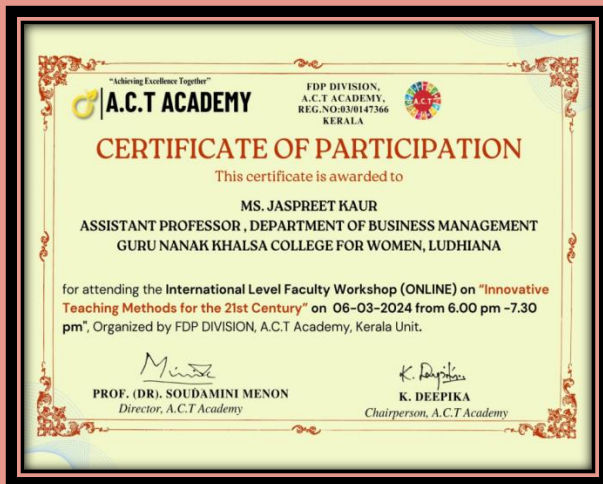 "Achieving Excellence Together"
A.C.T ACADEMY
FDP DIVISION,
A.C.T ACADEMY,
REG.NO:03/0147366
KERALA
A.C.T
CERTIFICATE OF PARTICIPATION
This certificate is awarded to
MS. JASPREET KAUR
ASSISTANT PROFESSOR , DEPARTMENT OF BUSINESS MANAGEMENT
GURU NANAK KHALSA COLLEGE FOR WOMEN, LUDHIANA
for attending the International Level Faculty Workshop (ONLINE) on "Innovative
Teaching Methods for the 21st Century" on 06-03-2024 from 6.00 pm -7.30
pm", Organized by FDP DIVISION, A.C.T Academy, Kerala Unit.
K. Deepika
PROF. (DR). SOUDAMINI MENON
Director, A.C.T Academy
K. DEEPIKA
Chairperson, A.C.T Academy